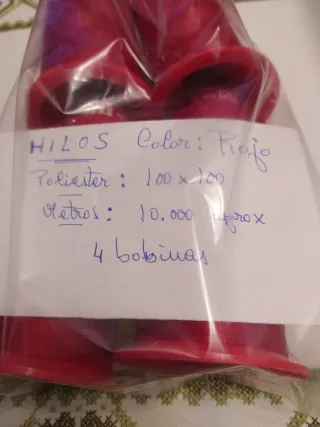 HILOS Color: Rojo
Poliester: 100 x 100
Metros: 10.000 aprox
4 bobinas